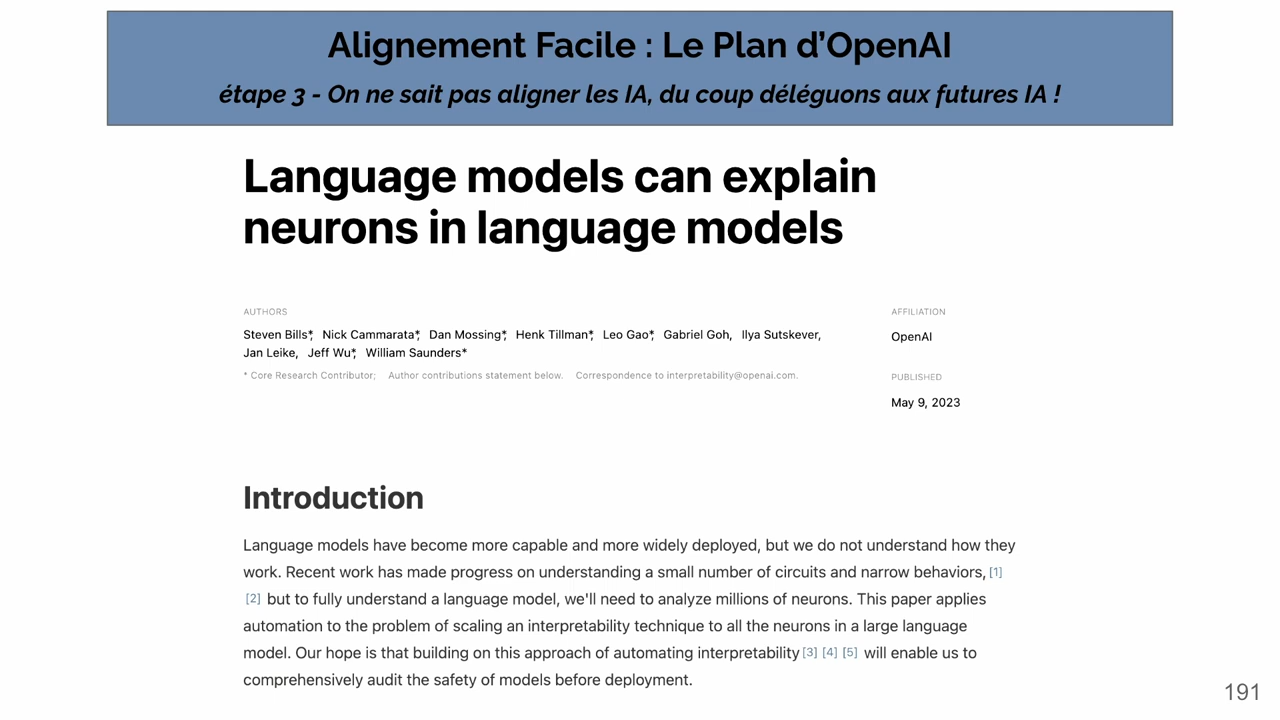 Alignement Facile : Le Plan d’OpenAI
étape 3 - On ne sait pas aligner les IA, du coup déléguons aux futures IA !
Language models can explain
neurons in language models
AUTHORS
Steven Bills*, Nick Cammarata*, Dan Mossing*, Henk Tillman*, Leo Gao*, Gabriel Goh, Ilya Sutskever,
Jan Leike, Jeff Wu*, William Saunders*
* Core Research Contributor; Author contributions statement below. Correspondence to interpretability@openai.com.
AFFILIATION
OpenAI
PUBLISHED
May 9, 2023
Introduction
Language models have become more capable and more widely deployed, but we do not understand how they
work. Recent work has made progress on understanding a small number of circuits and narrow behaviors,[1]
[2] but to fully understand a language model, we'll need to analyze millions of neurons. This paper applies
automation to the problem of scaling an interpretability technique to all the neurons in a large language
model. Our hope is that building on this approach of automating interpretability [3] [4] [5] will enable us to
comprehensively audit the safety of models before deployment.
191